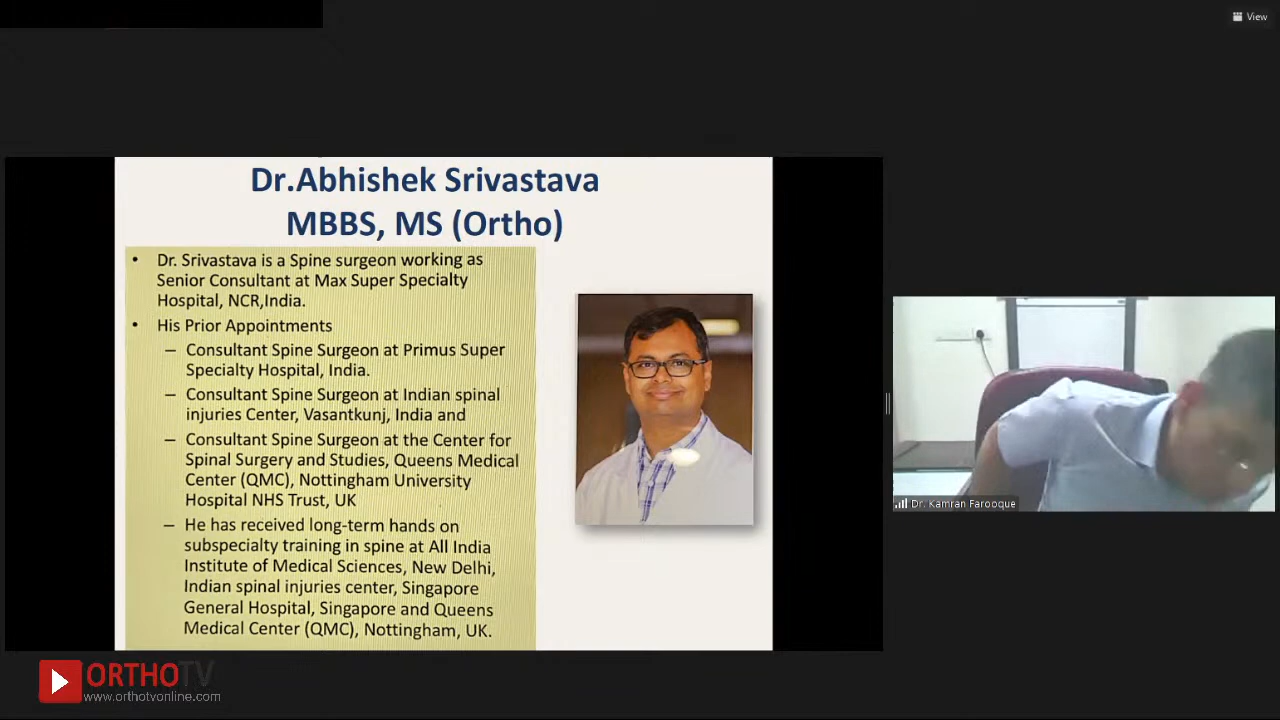 View
Dr.Abhishek Srivastava
MBBS, MS (Ortho)
• Dr. Srivastava is a Spine surgeon working as
Senior Consultant at Max Super Specialty
Hospital, NCR,India.
• His Prior Appointments
– Consultant Spine Surgeon at Primus Super
Specialty Hospital, India.
– Consultant Spine Surgeon at Indian spinal
injuries Center, Vasantkunj, India and
– Consultant Spine Surgeon at the Center for
Spinal Surgery and Studies, Queens Medical
Center (QMC), Nottingham University
Hospital NHS Trust, UK
– He has received long-term hands on
subspecialty training in spine at All India
Institute of Medical Sciences, New Delhi,
Indian spinal injuries center, Singapore
General Hospital, Singapore and Queens
Medical Center (QMC), Nottingham, UK.
Dr. Kamran Farooque
ORTHOTV
www.orthotvonline.com